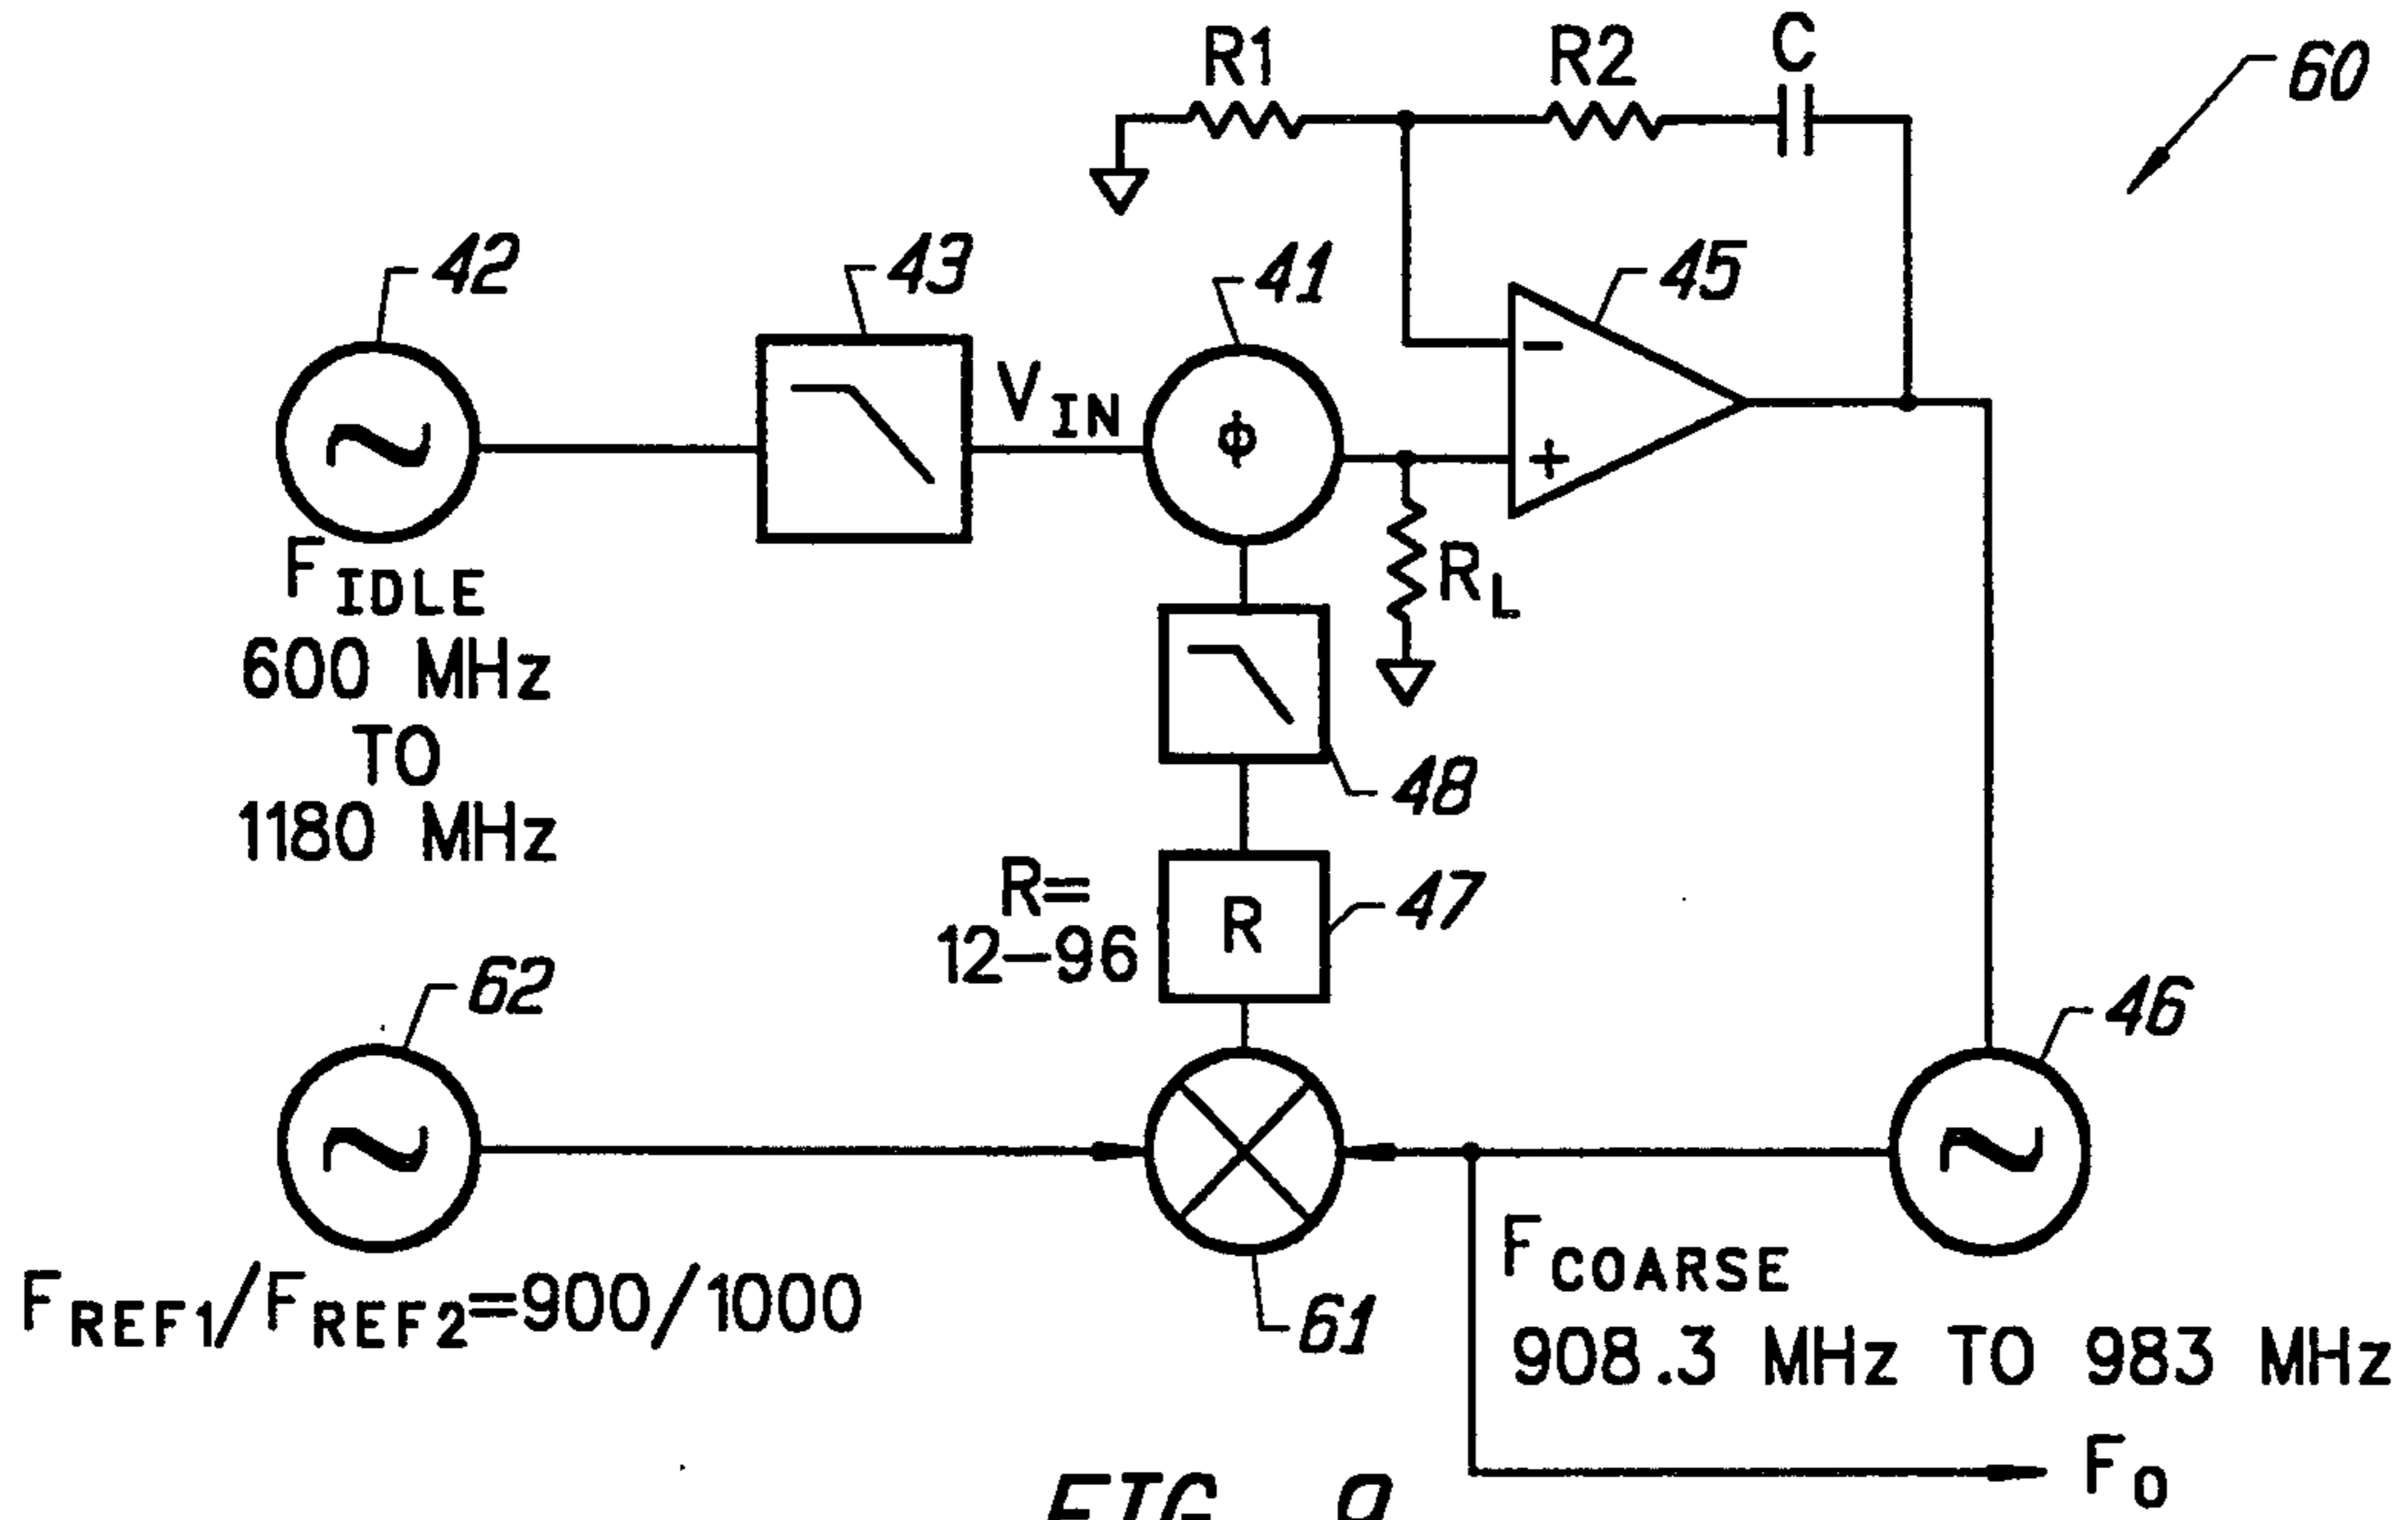 R1
R2
C
60
42
43
41
45
V IN
ϕ
−
+
F IDLE
600 MHz
TO
1180 MHz
R L
48
R=
12−96
R
47
62
46
F REF1/F REF2=900/1000
61
F COARSE
908.3 MHz TO 983 MHz
F O